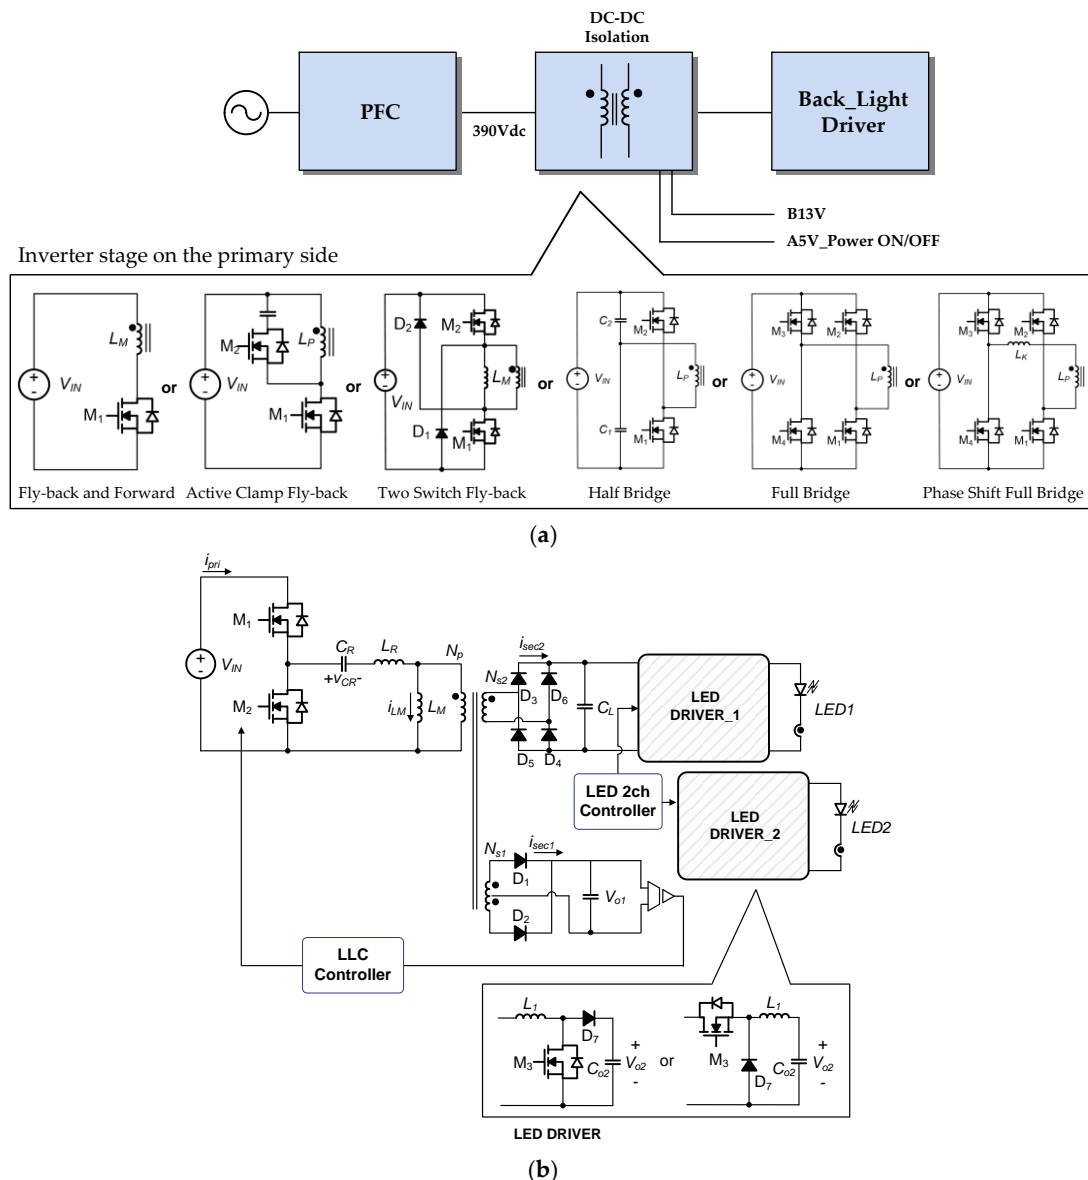 DC-DC
Isolation
PFC
390Vdc
Back_Light
Driver
B13V
A5V_Power ON/OFF
Inverter stage on the primary side
V_IN
L_M
M_1
or
V_IN
M_2
L_P
M_1
or
V_IN
D_2
M_2
L_M
D_1
M_1
or
V_IN
C_2
C_1
M_2
L_P
M_1
or
V_IN
M_3
M_2
L_P
M_4
M_1
or
V_IN
M_3
M_2
L_K
L_P
M_4
M_1
Fly-back and Forward
Active Clamp Fly-back
Two Switch Fly-back
Half Bridge
Full Bridge
Phase Shift Full Bridge
(a)
i_pri
M_1
V_IN
M_2
C_R
+v_CR-
L_R
i_LM
L_M
N_p
N_s2
i_sec2
D_3
D_6
D_5
D_4
C_L
LED
DRIVER_1
LED1
LED 2ch
Controller
LED
DRIVER_2
LED2
N_s1
i_sec1
D_1
D_2
V_o1
LLC
Controller
L_1
D_7
M_3
C_o2
+
V_o2
-
or
M_3
L_1
D_7
C_o2
+
V_o2
-
LED DRIVER
(b)